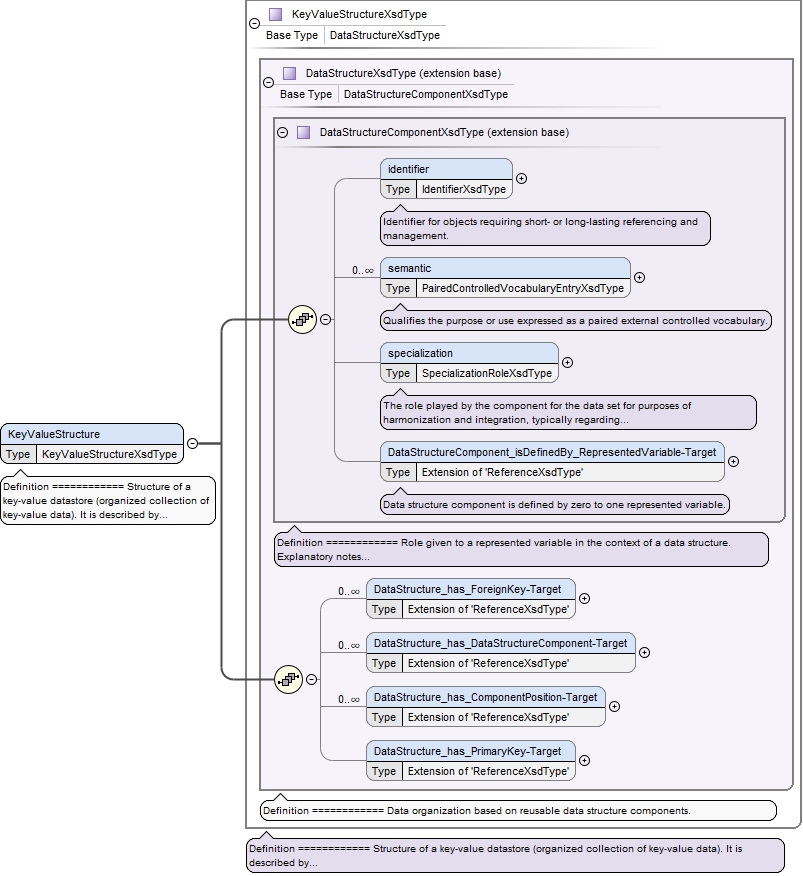 KeyValueStructureXsdType
Base Type DataStructureXsdType
DataStructureXsdType (extension base)
Base Type DataStructureComponentXsdType
DataStructureComponentXsdType (extension base)
identifier
Type IdentifierXsdType
Identifier for objects requiring short- or long-lasting referencing and
management.
0..∞ semantic
Type PairedControlledVocabularyEntryXsdType
Qualifies the purpose or use expressed as a paired external controlled vocabulary.
specialization
Type SpecializationRoleXsdType
The role played by the component for the data set for purposes of
harmonization and integration, typically regarding...
DataStructureComponent_isDefinedBy_RepresentedVariable-Target
Type Extension of 'ReferenceXsdType'
Data structure component is defined by zero to one represented variable.
KeyValueStructure
Type KeyValueStructureXsdType
Definition ============ Structure of a
key-value datastore (organized collection of
key-value data). It is described by...
Definition ============ Role given to a represented variable in the context of a data structure.
Explanatory notes...
0..∞ DataStructure_has_ForeignKey-Target
Type Extension of 'ReferenceXsdType'
0..∞ DataStructure_has_DataStructureComponent-Target
Type Extension of 'ReferenceXsdType'
0..∞ DataStructure_has_ComponentPosition-Target
Type Extension of 'ReferenceXsdType'
DataStructure_has_PrimaryKey-Target
Type Extension of 'ReferenceXsdType'
Definition ============ Data organization based on reusable data structure components.
Definition ============ Structure of a key-value datastore (organized collection of key-value data). It is
described by...